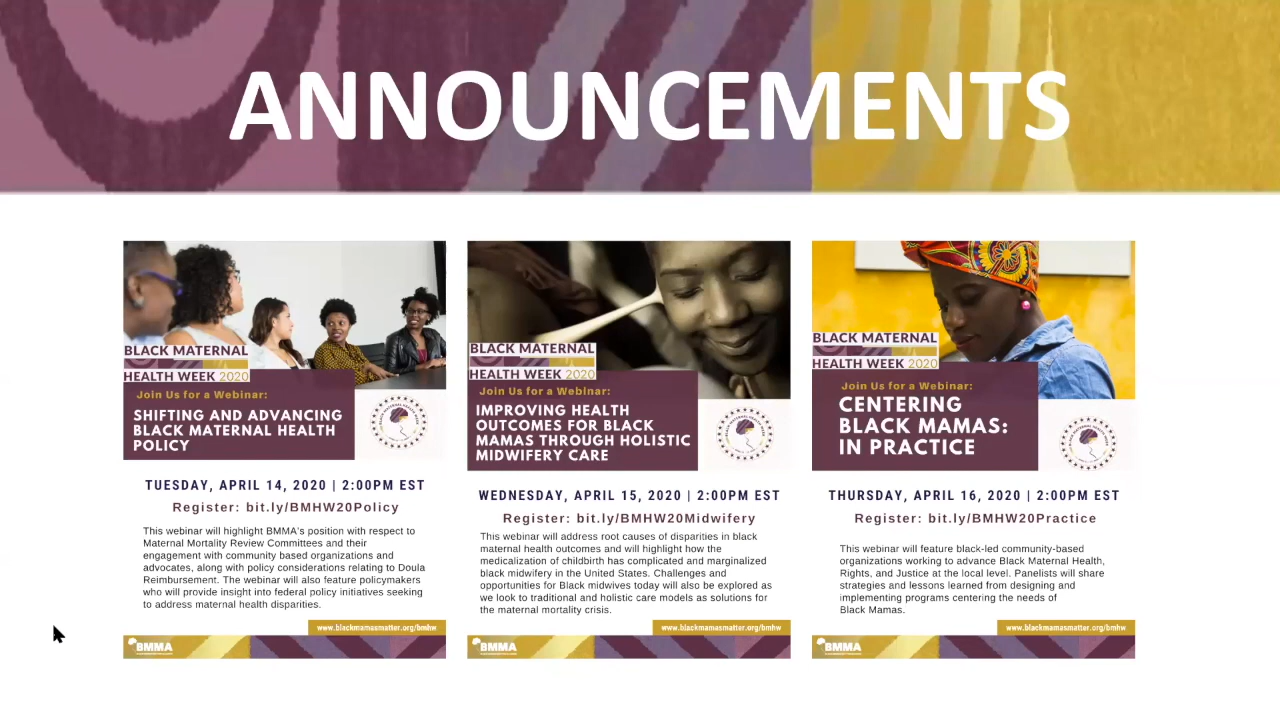 ANNOUNCEMENTS
BLACK MATERNAL
HEALTH WEEK 2020
Join Us for a Webinar:
SHIFTING AND ADVANCING
BLACK MATERNAL HEALTH
POLICY
TUESDAY, APRIL 14, 2020 | 2:00PM EST
Register: bit.ly/BMHW20Policy
This webinar will highlight BMMA's position with respect to
Maternal Mortality Review Committees and their
engagement with community based organizations and
advocates, along with policy considerations relating to Doula
Reimbursement. The webinar will also feature policymakers
who will provide insight into federal policy initiatives seeking
to address maternal health disparities.
www.blackmamasmatter.org/bmhw
BMMA
BLACK MATERNAL
HEALTH WEEK 2020
Join Us for a Webinar:
IMPROVING HEALTH
OUTCOMES FOR BLACK
MAMAS THROUGH HOLISTIC
MIDWIFERY CARE
WEDNESDAY, APRIL 15, 2020 | 2:00PM EST
Register: bit.ly/BMHW20Midwifery
This webinar will address root causes of disparities in black
maternal health outcomes and will highlight how the
medicalization of childbirth has complicated and marginalized
black midwifery in the United States. Challenges and
opportunities for Black midwives today will also be explored as
we look to traditional and holistic care models as solutions for
the maternal mortality crisis.
www.blackmamasmatter.org/bmhw
BMMA
BLACK MATERNAL
HEALTH WEEK 2020
Join Us for a Webinar:
CENTERING
BLACK MAMAS:
IN PRACTICE
THURSDAY, APRIL 16, 2020 | 2:00PM EST
Register: bit.ly/BMHW20Practice
This webinar will feature black-led community-based
organizations working to advance Black Maternal Health,
Rights, and Justice at the local level. Panelists will share
strategies and lessons learned from designing and
implementing programs centering the needs of
Black Mamas.
www.blackmamasmatter.org/bmhw
BMMA